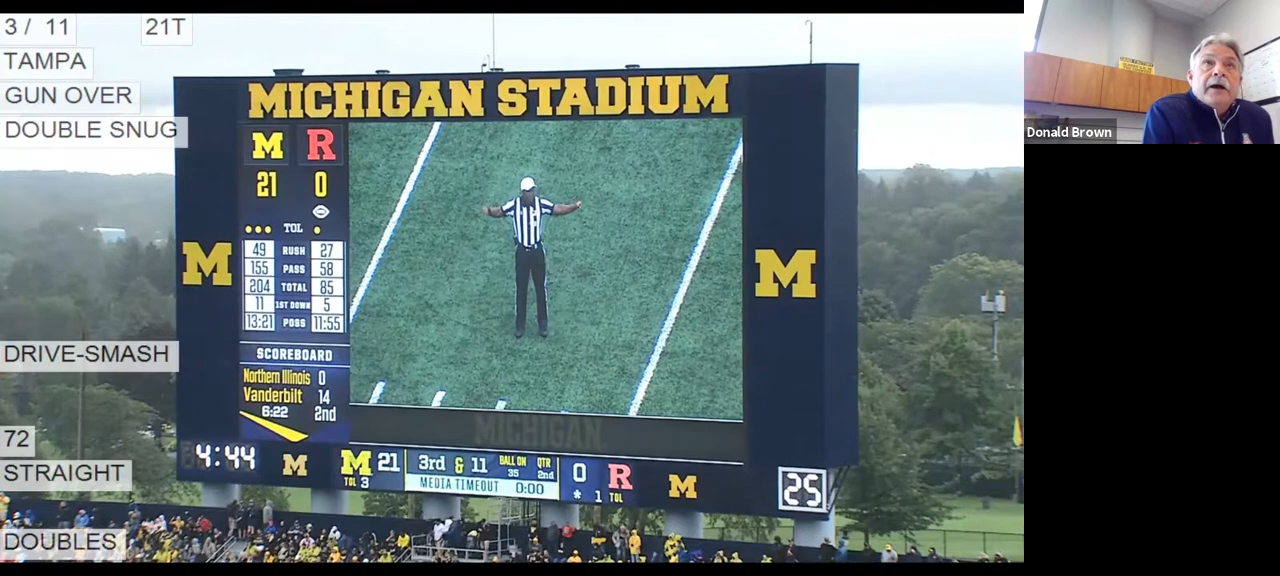 3 / 11
21T
TAMPA
GUN OVER
DOUBLE SNUG
DRIVE-SMASH
72
STRAIGHT
DOUBLES
MICHIGAN STADIUM
M R
21 0
TOL
49 RUSH 27
155 PASS 58
204 TOTAL 85
11 1ST DOWN 5
13:21 POSS 11:55
SCOREBOARD
Northern Illinois 0
Vanderbilt 14
6:22 2nd
M
M
MICHIGAN
4:44
M
M 21
TOL 3
3rd & 11
BALL ON 35
QTR 2nd
MEDIA TIMEOUT 0:00
0 R
* 1 TOL
M
25
Donald Brown